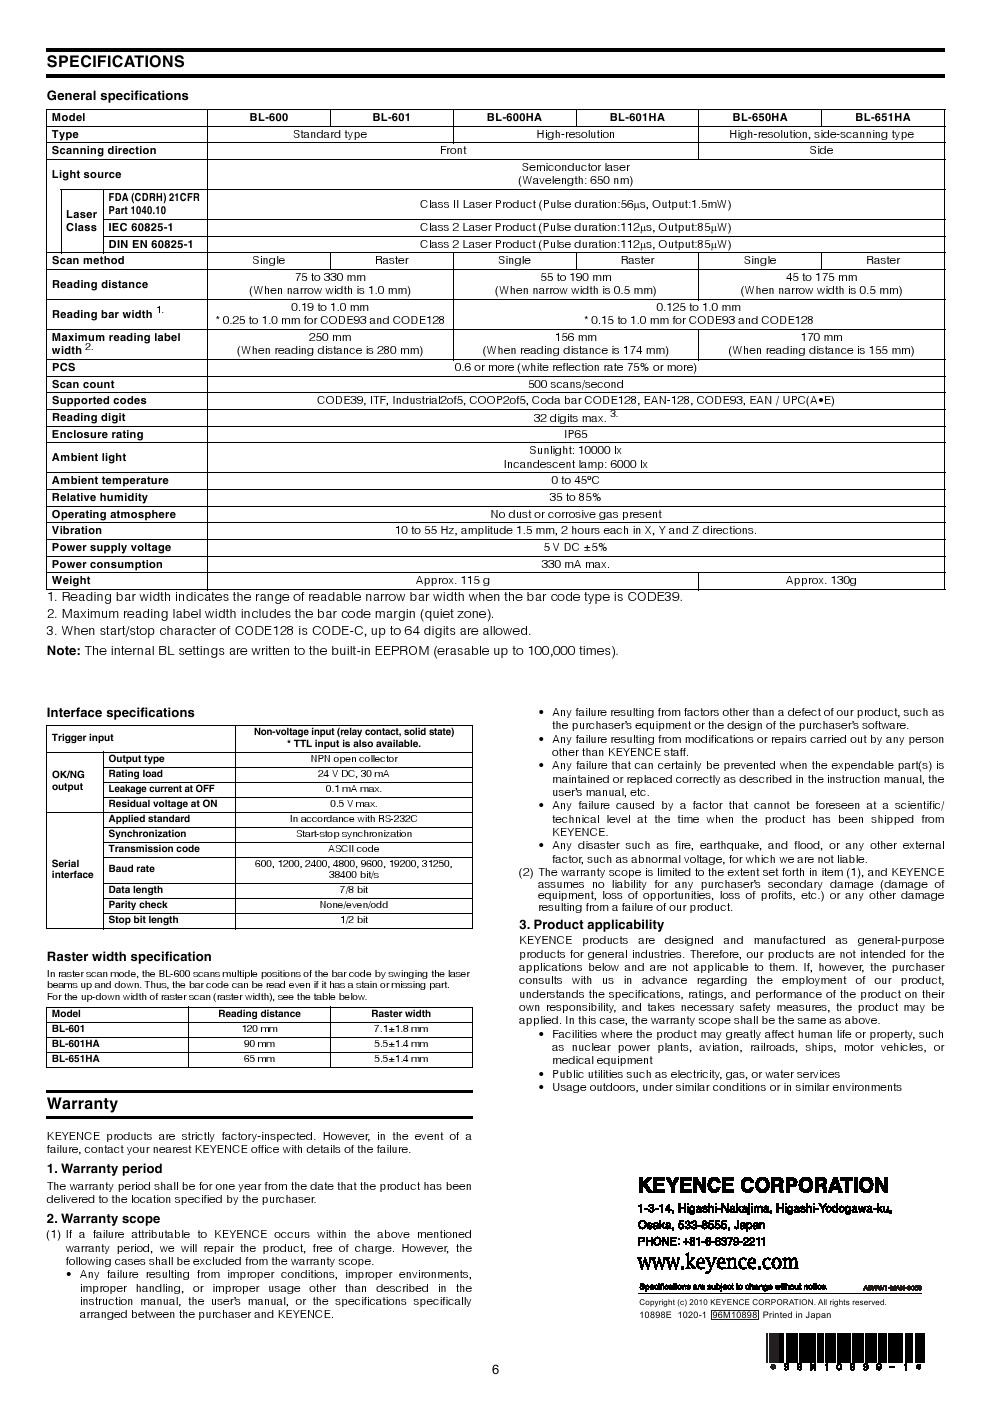 SPECIFICATIONS
General specifications
Model BL-600 BL-601 BL-600HA BL-601HA BL-650HA BL-651HA
Type Standard type High-resolution High-resolution, side-scanning type
Scanning direction Front Side
Light source Semiconductor laser
(Wavelength: 650 nm)
Laser Class
FDA (CDRH) 21CFR
Part 1040.10 Class II Laser Product (Pulse duration:56μs, Output:1.5mW)
IEC 60825-1 Class 2 Laser Product (Pulse duration:112μs, Output:85μW)
DIN EN 60825-1 Class 2 Laser Product (Pulse duration:112μs, Output:85μW)
Scan method Single Raster Single Raster Single Raster
Reading distance 75 to 330 mm 55 to 190 mm 45 to 175 mm
(When narrow width is 1.0 mm) (When narrow width is 0.5 mm) (When narrow width is 0.5 mm)
Reading bar width 1. 0.19 to 1.0 mm 0.125 to 1.0 mm
* 0.25 to 1.0 mm for CODE93 and CODE128 * 0.15 to 1.0 mm for CODE93 and CODE128
Maximum reading label 250 mm 156 mm 170 mm
width 2. (When reading distance is 280 mm) (When reading distance is 174 mm) (When reading distance is 155 mm)
PCS 0.6 or more (white reflection rate 75% or more)
Scan count 500 scans/second
Supported codes CODE39, ITF, Industrial2of5, COOP2of5, Coda bar CODE128, EAN-128, CODE93, EAN / UPC(A•E)
Reading digit 32 digits max. 3.
Enclosure rating IP65
Ambient light Sunlight: 10000 lx
Incandescent lamp: 6000 lx
Ambient temperature 0 to 45°C
Relative humidity 35 to 85%
Operating atmosphere No dust or corrosive gas present
Vibration 10 to 55 Hz, amplitude 1.5 mm, 2 hours each in X, Y and Z directions.
Power supply voltage 5 V DC ±5%
Power consumption 330 mA max.
Weight Approx. 115 g Approx. 130g
1. Reading bar width indicates the range of readable narrow bar width when the bar code type is CODE39.
2. Maximum reading label width includes the bar code margin (quiet zone).
3. When start/stop character of CODE128 is CODE-C, up to 64 digits are allowed.
Note: The internal BL settings are written to the built-in EEPROM (erasable up to 100,000 times).
Interface specifications
Trigger input Non-voltage input (relay contact, solid state)
* TTL input is also available.
OK/NG output
Output type NPN open collector
Rating load 24 V DC, 30 mA
Leakage current at OFF 0.1 mA max.
Residual voltage at ON 0.5 V max.
Serial interface
Applied standard In accordance with RS-232C
Synchronization Start-stop synchronization
Transmission code ASCII code
Baud rate 600, 1200, 2400, 4800, 9600, 19200, 31250,
38400 bit/s
Data length 7/8 bit
Parity check None/even/odd
Stop bit length 1/2 bit
Raster width specification
In raster scan mode, the BL-600 scans multiple positions of the bar code by swinging the laser
beams up and down. Thus, the bar code can be read even if it has a stain or missing part.
For the up-down width of raster scan (raster width), see the table below.
Model Reading distance Raster width
BL-601 120 mm 7.1±1.8 mm
BL-601HA 90 mm 5.5±1.4 mm
BL-651HA 65 mm 5.5±1.4 mm
Warranty
KEYENCE products are strictly factory-inspected. However, in the event of a
failure, contact your nearest KEYENCE office with details of the failure.
1. Warranty period
The warranty period shall be for one year from the date that the product has been
delivered to the location specified by the purchaser.
2. Warranty scope
(1) If a failure attributable to KEYENCE occurs within the above mentioned
warranty period, we will repair the product, free of charge. However, the
following cases shall be excluded from the warranty scope.
• Any failure resulting from improper conditions, improper environments,
improper handling, or improper usage other than described in the
instruction manual, the user's manual, or the specifications specifically
arranged between the purchaser and KEYENCE.
• Any failure resulting from factors other than a defect of our product, such as
the purchaser's equipment or the design of the purchaser's software.
• Any failure resulting from modifications or repairs carried out by any person
other than KEYENCE staff.
• Any failure that can certainly be prevented when the expendable part(s) is
maintained or replaced correctly as described in the instruction manual, the
user's manual, etc.
• Any failure caused by a factor that cannot be foreseen at a scientific/
technical level at the time when the product has been shipped from
KEYENCE.
• Any disaster such as fire, earthquake, and flood, or any other external
factor, such as abnormal voltage, for which we are not liable.
(2) The warranty scope is limited to the extent set forth in item (1), and KEYENCE
assumes no liability for any purchaser's secondary damage (damage of
equipment, loss of opportunities, loss of profits, etc.) or any other damage
resulting from a failure of our product.
3. Product applicability
KEYENCE products are designed and manufactured as general-purpose
products for general industries. Therefore, our products are not intended for the
applications below and are not applicable to them. If, however, the purchaser
consults with us in advance regarding the employment of our product,
understands the specifications, ratings, and performance of the product on their
own responsibility, and takes necessary safety measures, the product may be
applied. In this case, the warranty scope shall be the same as above.
• Facilities where the product may greatly affect human life or property, such
as nuclear power plants, aviation, railroads, ships, motor vehicles, or
medical equipment
• Public utilities such as electricity, gas, or water services
• Usage outdoors, under similar conditions or in similar environments
KEYENCE CORPORATION
1-3-14, Higashi-Nakajima, Higashi-Yodogawa-ku,
Osaka, 533-8555, Japan
PHONE: +81-6-6379-2211
www.keyence.com
Specifications are subject to change without notice.
Copyright (c) 2010 KEYENCE CORPORATION. All rights reserved.
10898E 1020-1 96M10898 Printed in Japan
6